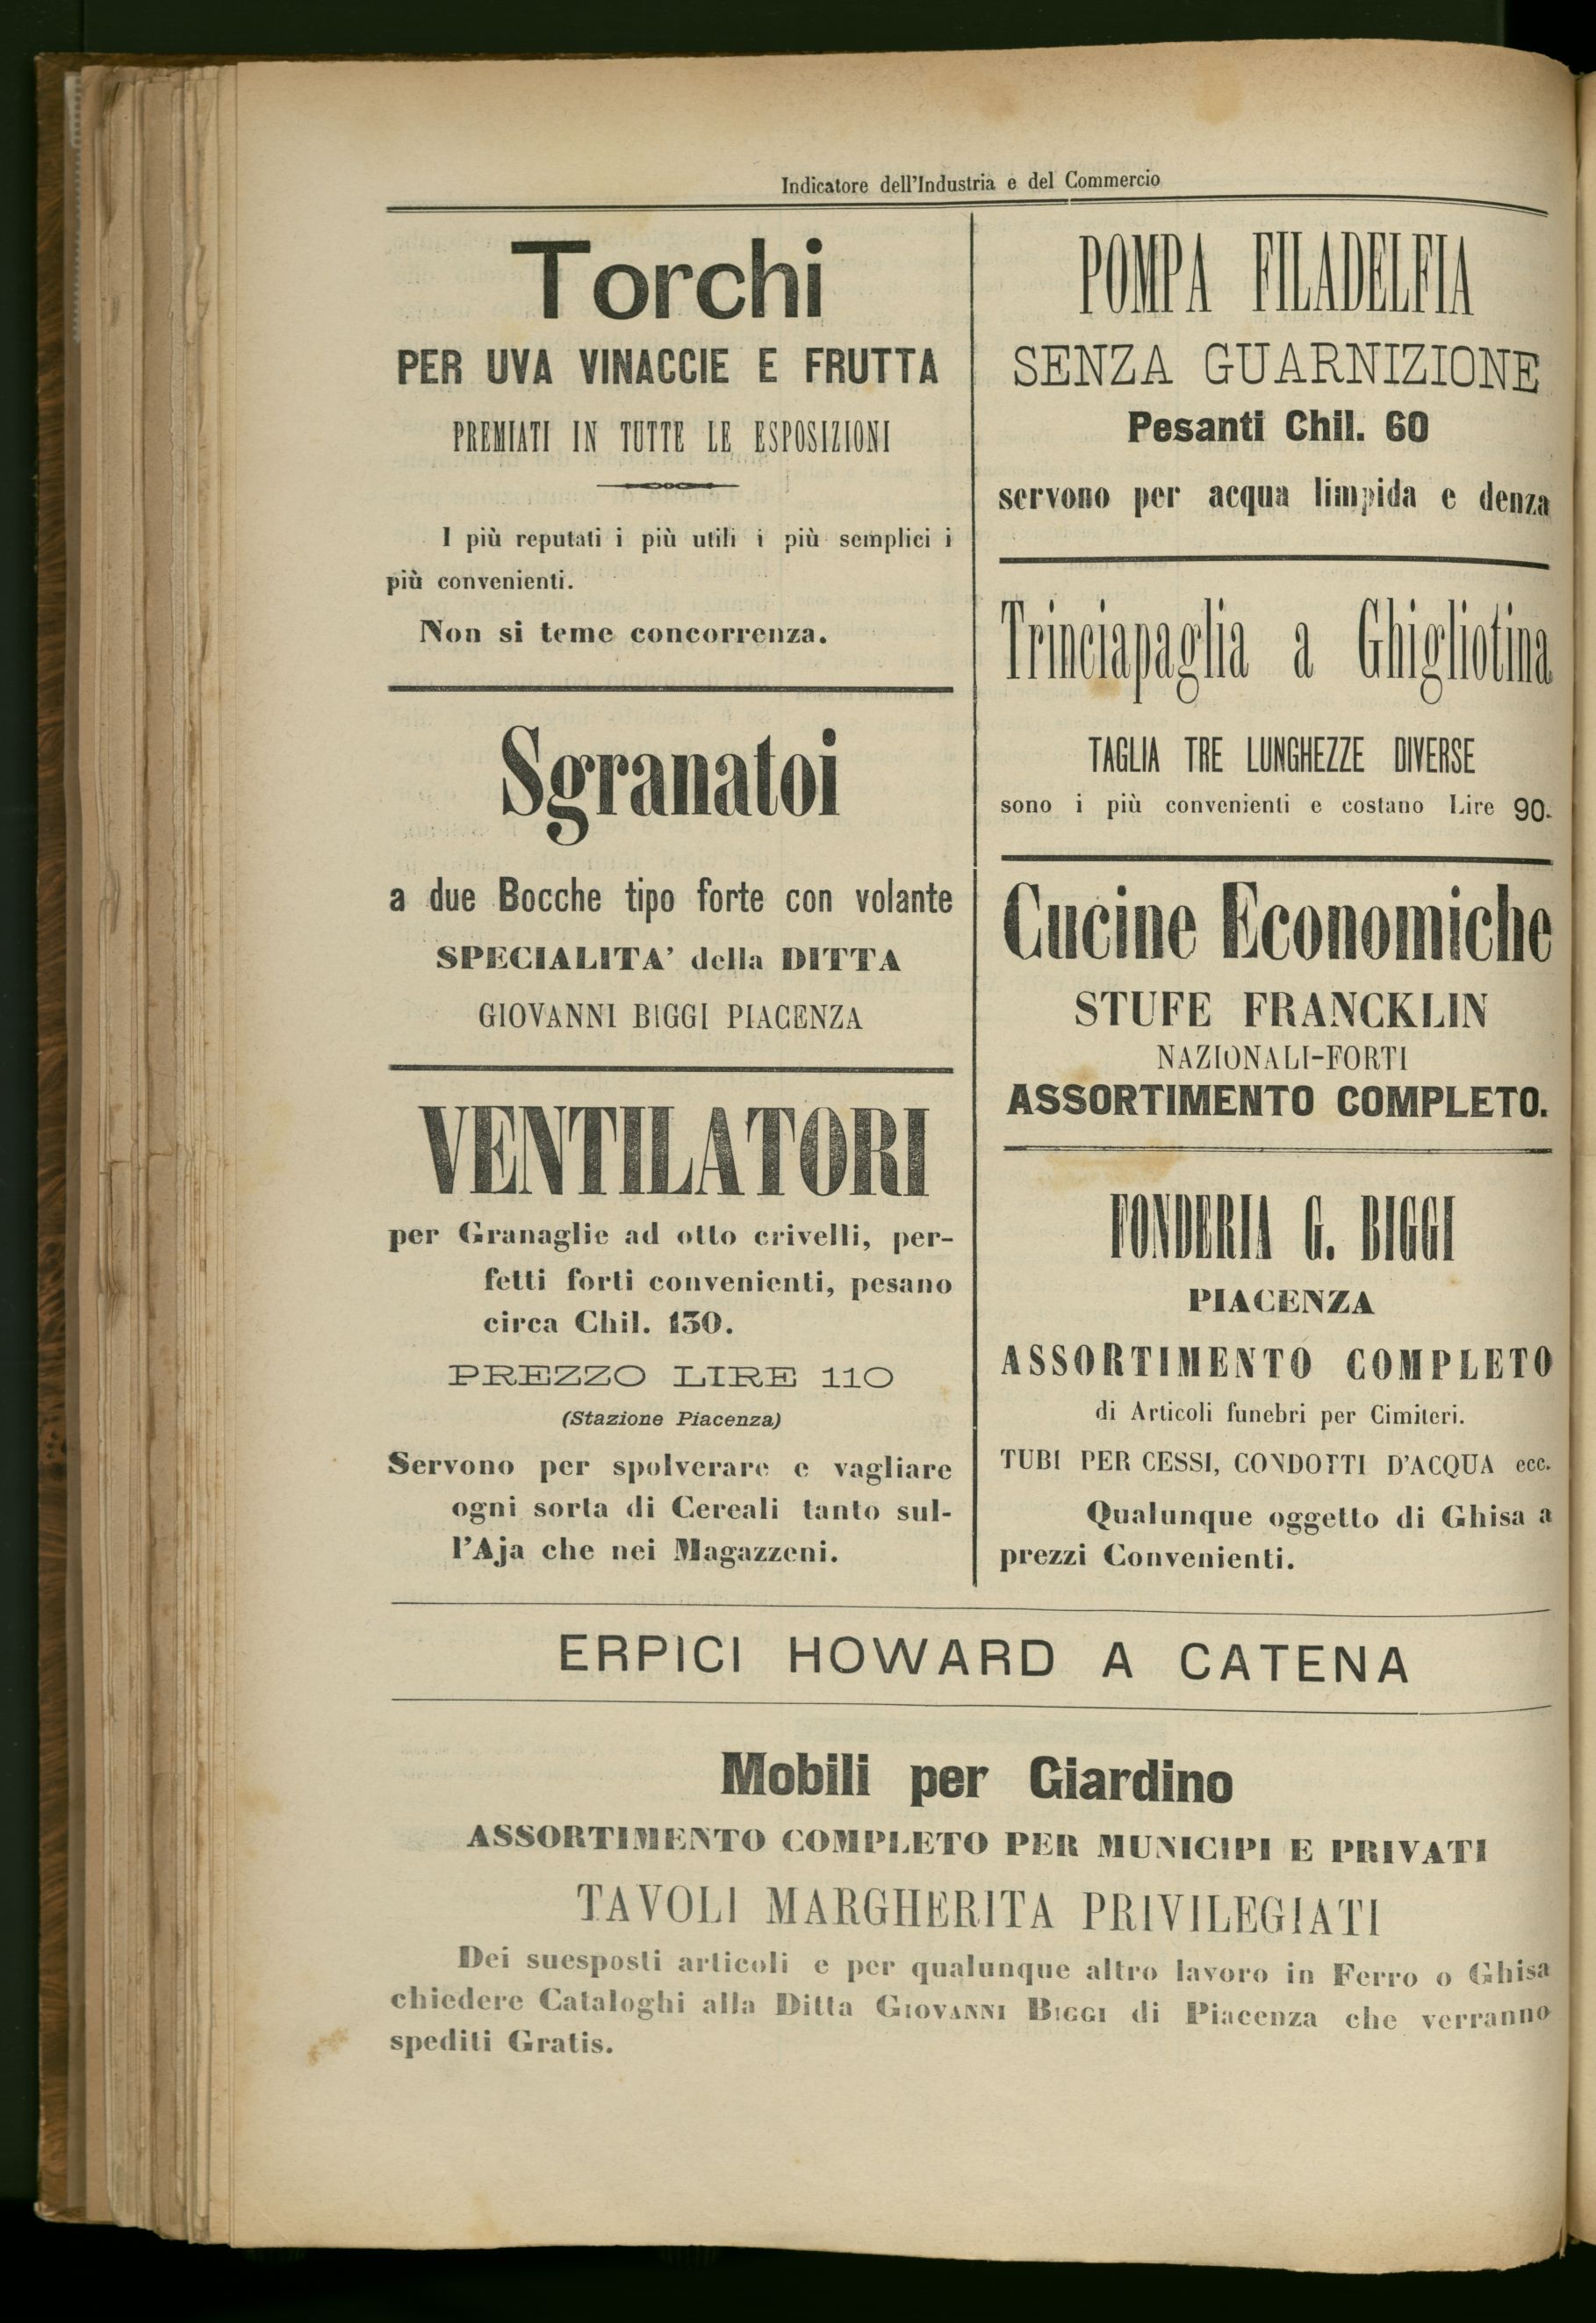 Indicatore dell'Industria e del Commercio
Torchi
PER UVA VINACCIE E FRUTTA
PREMIATI IN TUTTE LE ESPOSIZIONI
I più reputati i più utili i più semplici i
più convenienti.
Non si teme concorrenza.
Sgranatoi
a due Bocche tipo forte con volante
SPECIALITA' della DITTA
GIOVANNI BIGGI PIACENZA
VENTILATORI
per Granaglie ad otto crivelli, per-
fetti forti convenienti, pesano
circa Chil. 130.
PREZZO LIRE 110
(Stazione Piacenza)
Servono per spolverare e vagliare
ogni sorta di Cereali tanto sul-
l'Aja che nei Magazzeni.
POMPA FILADELFIA
SENZA GUARNIZIONE
Pesanti Chil. 60
servono per acqua limpida e denza
Trinciapaglia a Ghigliotina
TAGLIA TRE LUNGHEZZE DIVERSE
sono i più convenienti e costano Lire 90.
Cucine Economiche
STUFE FRANCKLIN
NAZIONALI-FORTI
ASSORTIMENTO COMPLETO.
FONDERIA G. BIGGI
PIACENZA
ASSORTIMENTO COMPLETO
di Articoli funebri per Cimiteri.
TUBI PER CESSI, CONDOTTI D'ACQUA ecc.
Qualunque oggetto di Ghisa a
prezzi Convenienti.
ERPICI HOWARD A CATENA
Mobili per Giardino
ASSORTIMENTO COMPLETO PER MUNICIPI E PRIVATI
TAVOLI MARGHERITA PRIVILEGIATI
Dei suesposti articoli e per qualunque altro lavoro in Ferro o Ghisa
chiedere Cataloghi alla Ditta GIOVANNI BIGGI di Piacenza che verranno
spediti Gratis.